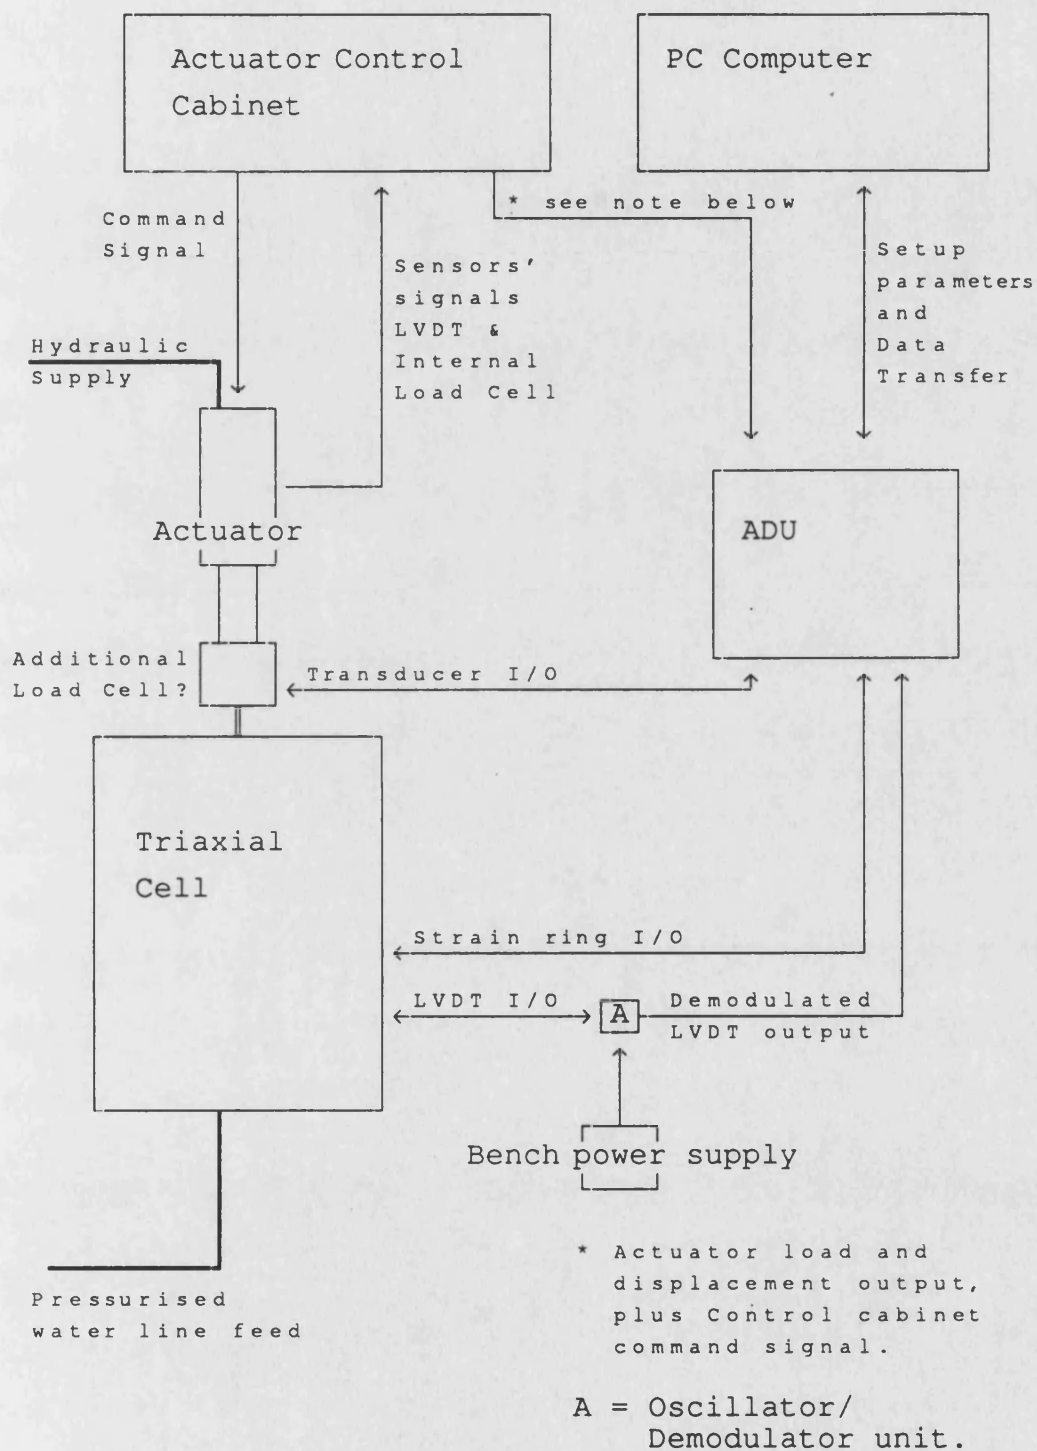 Actuator Control
Cabinet
PC Computer
* see note below
Command
Signal
Sensors'
signals
LVDT &
Internal
Load Cell
Setup
parameters
and
Data
Transfer
Hydraulic
Supply
Actuator
ADU
Additional
Load Cell?
Transducer I/O
Triaxial
Cell
Strain ring I/O
LVDT I/O
A
Demodulated
LVDT output
Bench power supply
Pressurised
water line feed
* Actuator load and
displacement output,
plus Control cabinet
command signal.
A = Oscillator/
Demodulator unit.